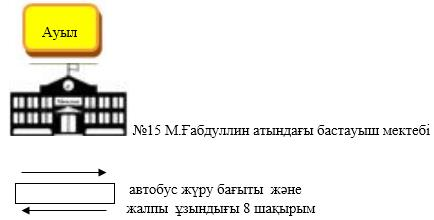 Ауыл
№15 М.Ғабдуллин атындағы бастауыш мектебі
автобус жүру бағыты және
жалпы ұзындығы 8 шақырым